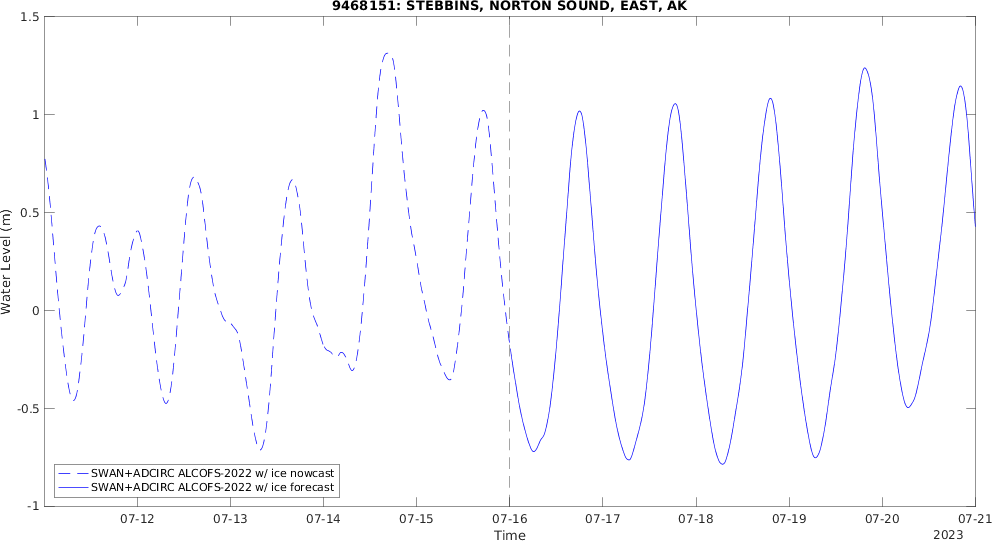 9468151: STEBBINS, NORTON SOUND, EAST, AK
1.5
1
0.5
0
-0.5
-1
Water Level (m)
SWAN+ADCIRC ALCOFS-2022 w/ ice nowcast
SWAN+ADCIRC ALCOFS-2022 w/ ice forecast
07-12 07-13 07-14 07-15 07-16 07-17 07-18 07-19 07-20 07-21
Time
2023